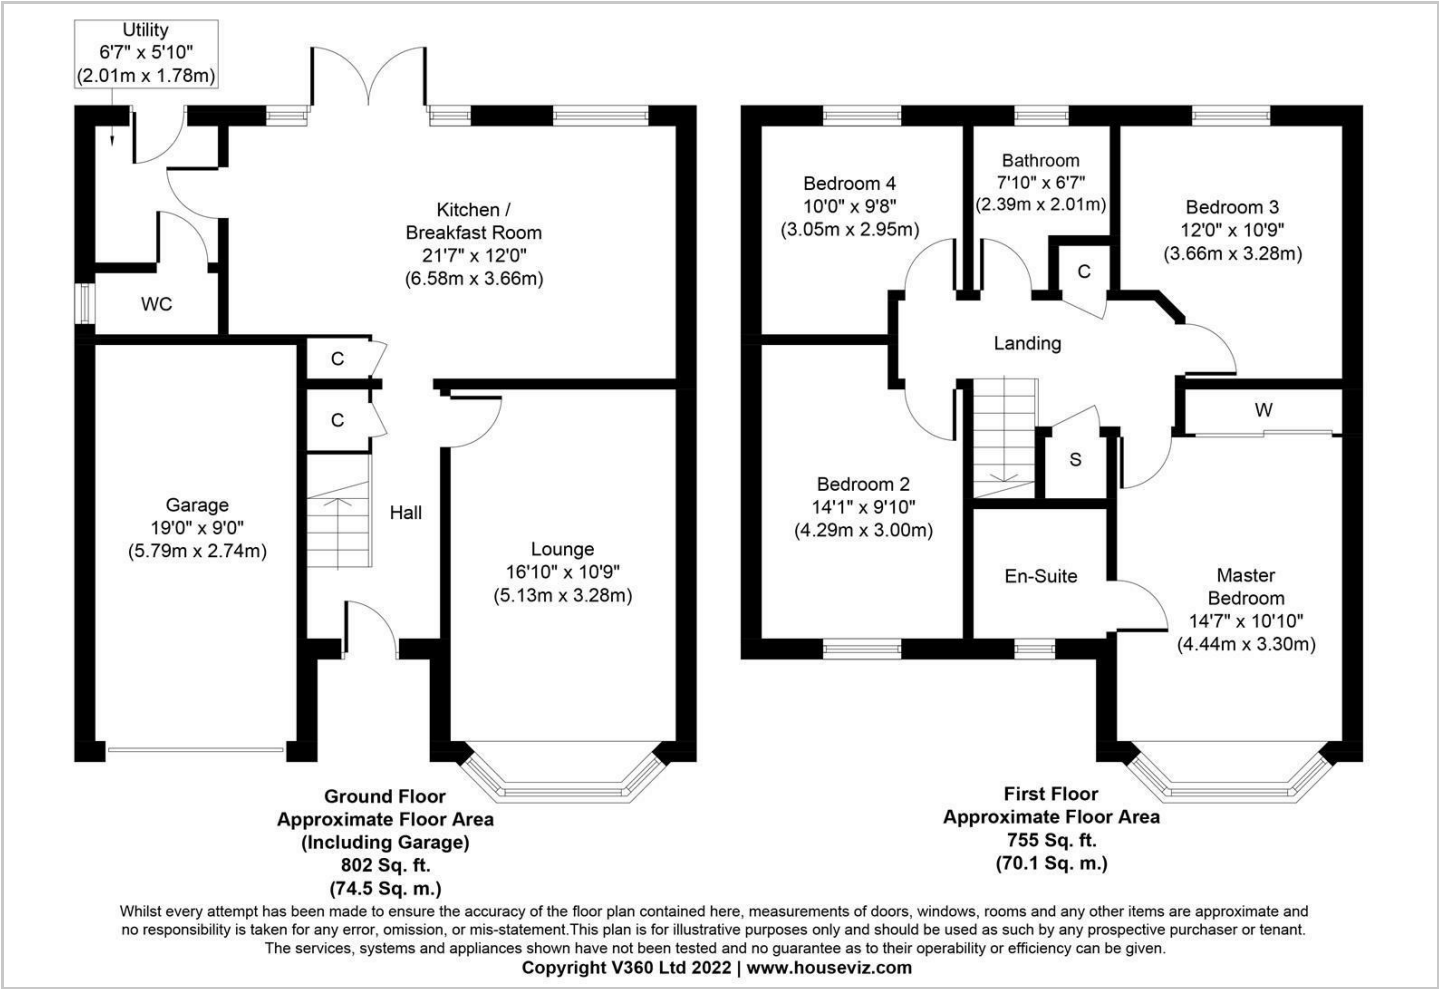 Utility
6'7" x 5'10"
(2.01m x 1.78m)
Kitchen /
Breakfast Room
21'7" x 12'0"
(6.58m x 3.66m)
WC
C
C
Garage
19'0" x 9'0"
(5.79m x 2.74m)
Hall
Lounge
16'10" x 10'9"
(5.13m x 3.28m)
Ground Floor
Approximate Floor Area
(Including Garage)
802 Sq. ft.
(74.5 Sq. m.)
Bedroom 4
10'0" x 9'8"
(3.05m x 2.95m)
Bathroom
7'10" x 6'7"
(2.39m x 2.01m)
Bedroom 3
12'0" x 10'9"
(3.66m x 3.28m)
C
Landing
W
S
Bedroom 2
14'1" x 9'10"
(4.29m x 3.00m)
En-Suite
Master
Bedroom
14'7" x 10'10"
(4.44m x 3.30m)
First Floor
Approximate Floor Area
755 Sq. ft.
(70.1 Sq. m.)
Whilst every attempt has been made to ensure the accuracy of the floor plan contained here, measurements of doors, windows, rooms and any other items are approximate and
no responsibility is taken for any error, omission, or mis-statement.This plan is for illustrative purposes only and should be used as such by any prospective purchaser or tenant.
The services, systems and appliances shown have not been tested and no guarantee as to their operability or efficiency can be given.
Copyright V360 Ltd 2022 | www.houseviz.com